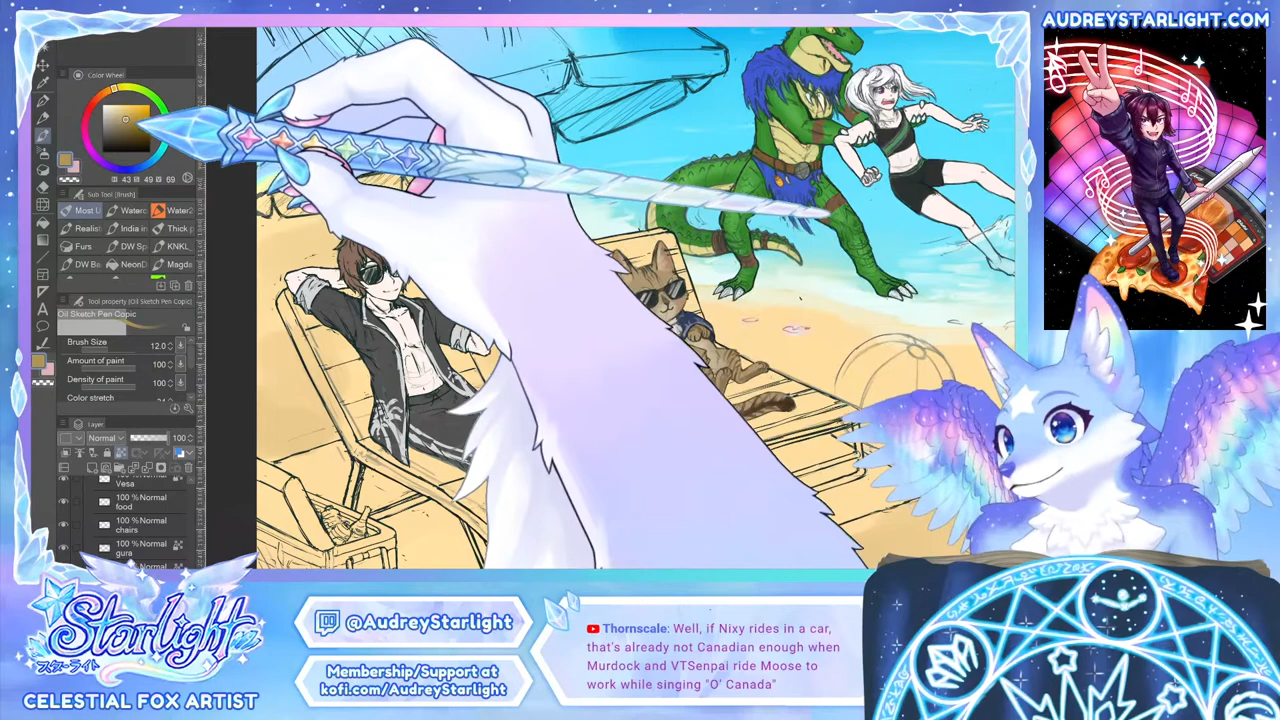 AUDREYSTARLIGHT.COM
Color Wheel
43 49 69
Sub Tool [Brush]
Most U
Waterc
Water2
Realist
India in
Thick p
Furs
DW Sp
KNKL_
DW Ba
NeonD
Magda
Tool property [Oil Sketch Pen Copic]
Oil Sketch Pen Copic
Brush Size 12.0
Amount of paint 100
Density of paint 100
Color stretch
Layer
Normal 100
Vesa
100 %Normal
food
100 %Normal
chairs
100 %Normal
gura
Starlight
スターライト
CELESTIAL FOX ARTIST
@AudreyStarlight
Membership/Support at
kofi.com/AudreyStarlight
Thornscale: Well, if Nixy rides in a car,
that's already not Canadian enough when
Murdock and VTSenpai ride Moose to
work while singing "O' Canada"